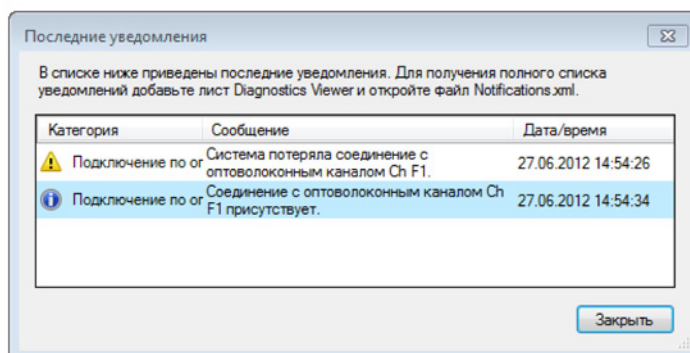 Последние уведомления
В списке ниже приведены последние уведомления. Для получения полного списка
уведомлений добавьте лист Diagnostics Viewer и откройте файл Notifications.xml.
Категория Сообщение Дата/время
Подключение по ог Система потеряла соединение с
оптоволоконным каналом Ch F1. 27.06.2012 14:54:26
Подключение по ог Соединение с оптоволоконным каналом Ch
F1 присутствует. 27.06.2012 14:54:34
Закрыть